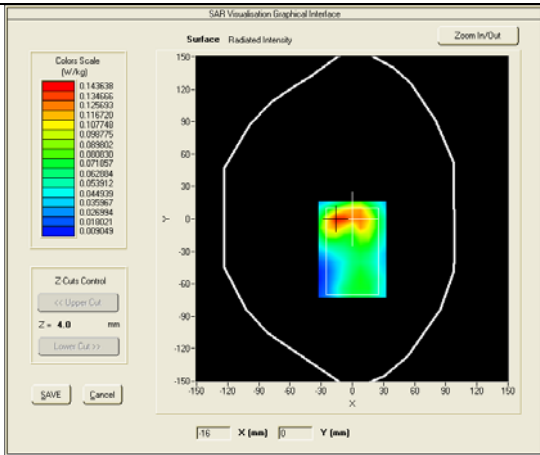 SAR Visualisation Graphical Interface
Surface Radiated Intensity
Zoom In/Out
Colors Scale
(W/kg)
0.143638
0.134666
0.125693
0.116720
0.107748
0.098775
0.089802
0.080830
0.071857
0.062884
0.053912
0.044939
0.035967
0.026994
0.018021
0.009049
Z Cuts Control
<< Upper Cut
Z = 4.0 mm
Lower Cut >>
SAVE Cancel
150
120
90
60
30
Y 0
-30
-60
-90
-120
-150
-150 -120 -90 -60 -30 0 30 60 90 120 150
X
-16 X (mm) 0 Y (mm)